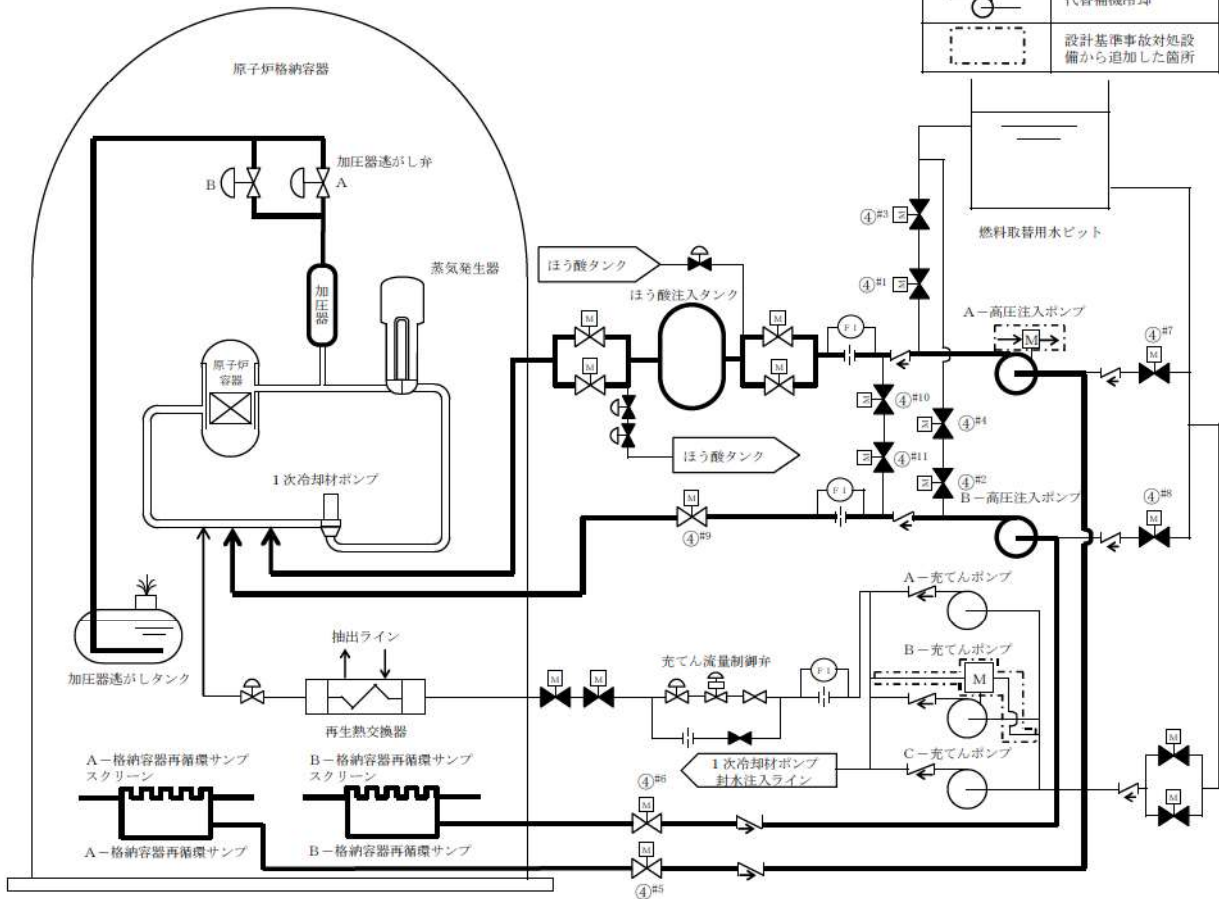 代替補機冷却
設計基準事故対処設
備から追加した箇所
原子炉格納容器
加圧器逃がし弁
B
A
加
圧
器
蒸気発生器
原子炉
容器
1次冷却材ポンプ
加圧器逃がしタンク
ほう酸タンク
ほう酸注入タンク
M
M
M
M
ほう酸タンク
FI
燃料取替用水ピット
M
④#3
M
④#1
A-高圧注入ポンプ
M
M
④#7
M
④#10
M
④#4
M
④#11
M
④#2
FI
B-高圧注入ポンプ
M
④#8
M
④#9
抽出ライン
再生熱交換器
M
M
充てん流量制御弁
FI
A-充てんポンプ
B-充てんポンプ
M
C-充てんポンプ
1次冷却材ポンプ
封水注入ライン
M
M
A-格納容器再循環サンプ
スクリーン
B-格納容器再循環サンプ
スクリーン
④#6
M
A-格納容器再循環サンプ
B-格納容器再循環サンプ
M
④#5